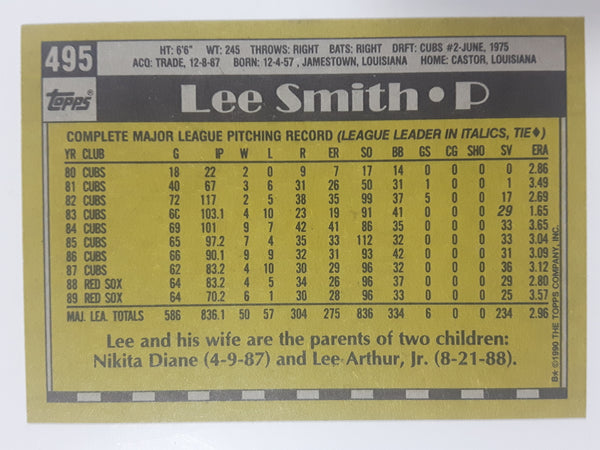 495
HT: 6'6" WT: 245 THROWS: RIGHT BATS: RIGHT DRFT: CUBS #2-JUNE, 1975
ACQ: TRADE, 12-8-87 BORN: 12-4-57, JAMESTOWN, LOUISIANA HOME: CASTOR, LOUISIANA
topps®
Lee Smith • P
COMPLETE MAJOR LEAGUE PITCHING RECORD (LEAGUE LEADER IN ITALICS, TIE♦)
YR CLUB G IP W L R ER SO BB GS CG SHO SV ERA
80 CUBS 18 22 2 0 9 7 17 14 0 0 0 0 2.86
81 CUBS 40 67 3 6 31 26 50 31 1 0 0 1 3.49
82 CUBS 72 117 2 5 38 35 99 37 5 0 0 17 2.69
83 CUBS 66 103.1 4 10 23 19 91 41 0 0 0 29 1.65
84 CUBS 69 101 9 7 42 41 86 35 0 0 0 33 3.65
85 CUBS 65 97.2 7 4 35 33 112 32 0 0 0 33 3.04
86 CUBS 66 90.1 9 9 32 31 93 42 0 0 0 31 3.09
87 CUBS 62 83.2 4 10 30 29 96 32 0 0 0 36 3.12
88 RED SOX 64 83.2 4 5 34 26 96 37 0 0 0 29 2.80
89 RED SOX 64 70.2 6 1 30 28 96 33 0 0 0 25 3.57
MAJ. LEA. TOTALS 586 836.1 50 57 304 275 836 334 6 0 0 234 2.96
Lee and his wife are the parents of two children:
Nikita Diane (4-9-87) and Lee Arthur, Jr. (8-21-88).
B★ ©1990 THE TOPPS COMPANY, INC.